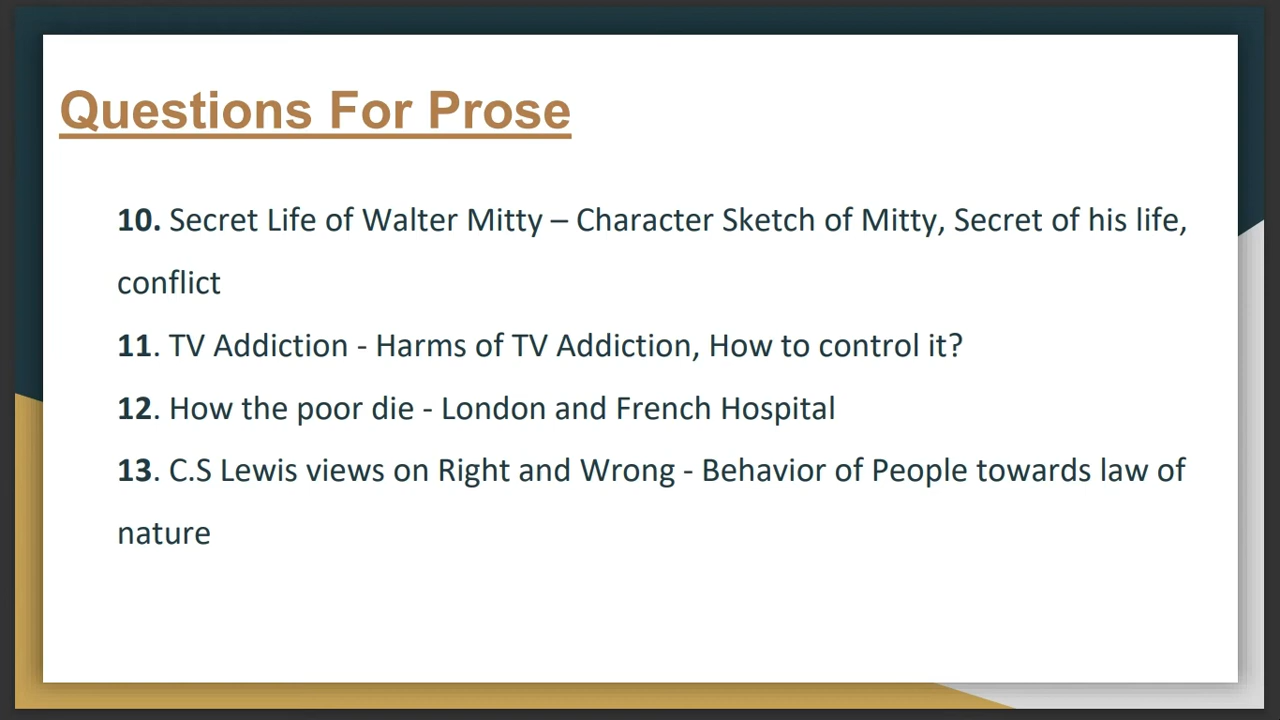 Questions For Prose
10. Secret Life of Walter Mitty – Character Sketch of Mitty, Secret of his life,
conflict
11. TV Addiction - Harms of TV Addiction, How to control it?
12. How the poor die - London and French Hospital
13. C.S Lewis views on Right and Wrong - Behavior of People towards law of
nature